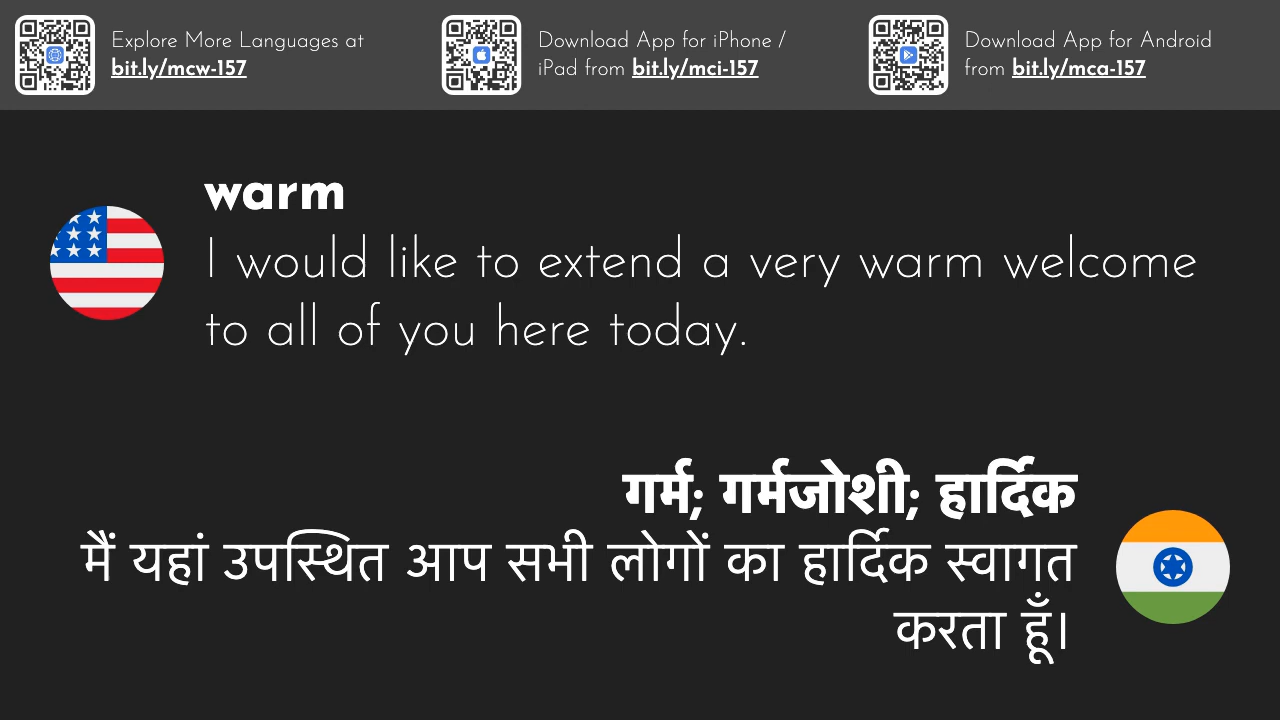 Explore More Languages at
bit.ly/mcw-157
Download App for iPhone /
iPad from bit.ly/mci-157
Download App for Android
from bit.ly/mca-157
warm
I would like to extend a very warm welcome
to all of you here today.
गर्म; गर्मजोशी; हार्दिक
मैं यहां उपस्थित आप सभी लोगों का हार्दिक स्वागत
करता हूँ।